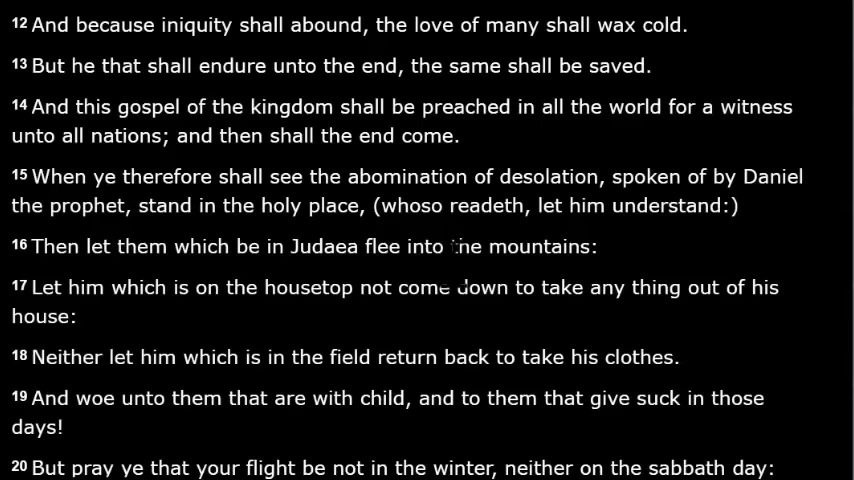 12 And because iniquity shall abound, the love of many shall wax cold.
13 But he that shall endure unto the end, the same shall be saved.
14 And this gospel of the kingdom shall be preached in all the world for a witness
unto all nations; and then shall the end come.
15 When ye therefore shall see the abomination of desolation, spoken of by Daniel
the prophet, stand in the holy place, (whoso readeth, let him understand:)
16 Then let them which be in Judaea flee into the mountains:
17 Let him which is on the housetop not come down to take any thing out of his
house:
18 Neither let him which is in the field return back to take his clothes.
19 And woe unto them that are with child, and to them that give suck in those
days!
20 But pray ye that your flight be not in the winter, neither on the sabbath day: